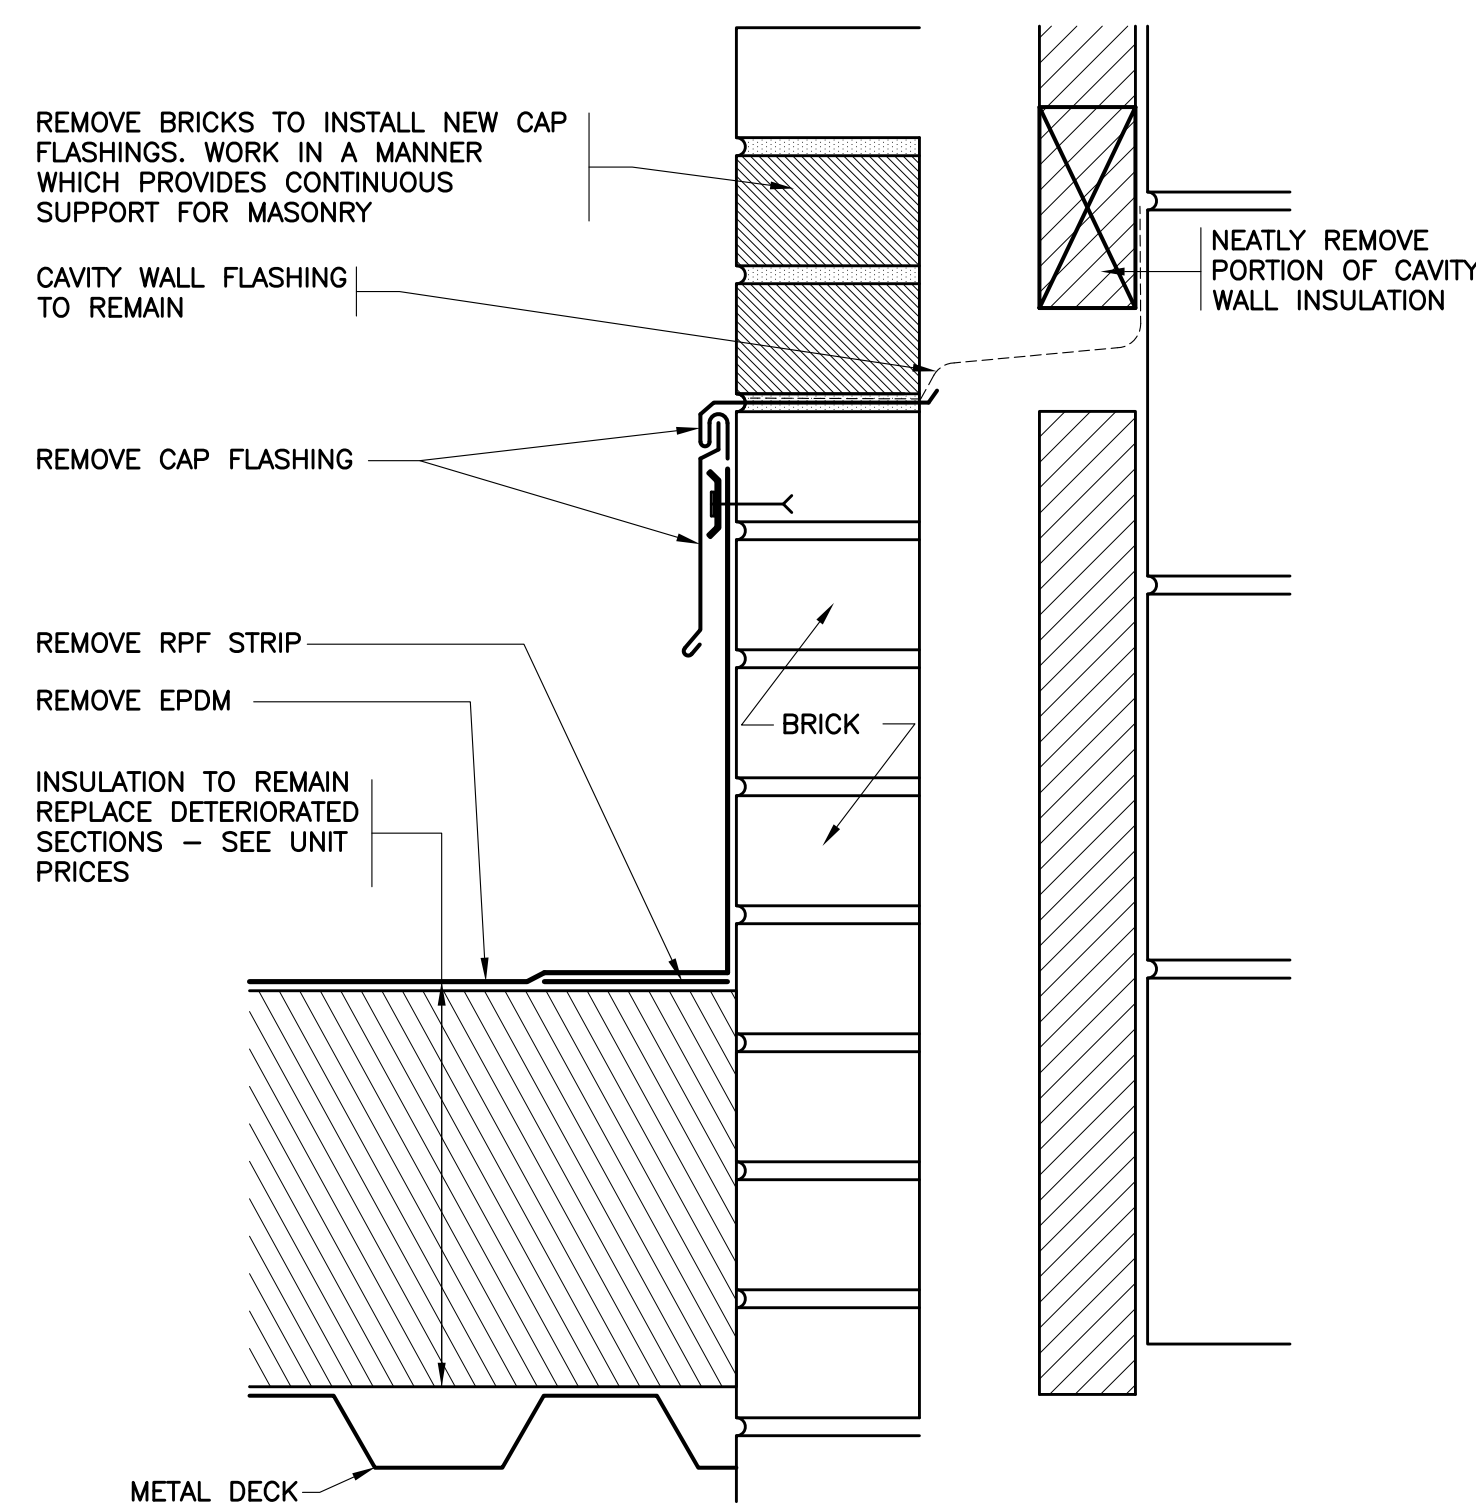 REMOVE BRICKS TO INSTALL NEW CAP
FLASHINGS. WORK IN A MANNER
WHICH PROVIDES CONTINUOUS
SUPPORT FOR MASONRY
CAVITY WALL FLASHING
TO REMAIN
NEATLY REMOVE
PORTION OF CAVITY
WALL INSULATION
REMOVE CAP FLASHING
REMOVE RPF STRIP
REMOVE EPDM
BRICK
INSULATION TO REMAIN
REPLACE DETERIORATED
SECTIONS – SEE UNIT
PRICES
METAL DECK